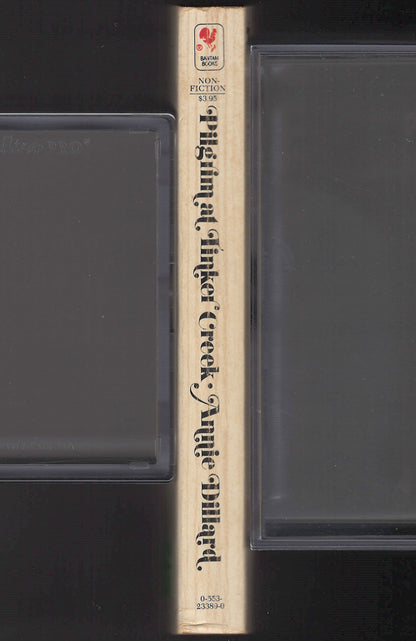 BANTAM
BOOKS
NON-
FICTION
$3.95
Pilgrim at Tinker Creek • Annie Dillard
0-553-
23389-0